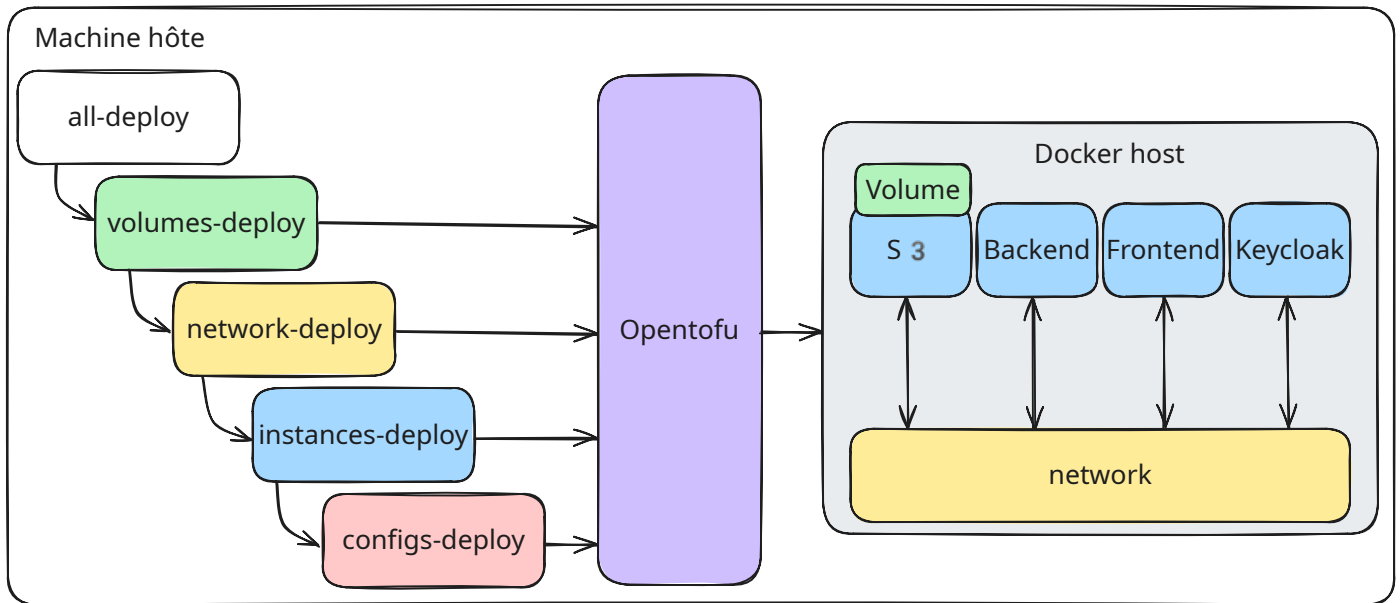 Machine hôte
all-deploy
volumes-deploy
network-deploy
instances-deploy
configs-deploy
Opentofu
Docker host
Volume
S 3
Backend
Frontend
Keycloak
network